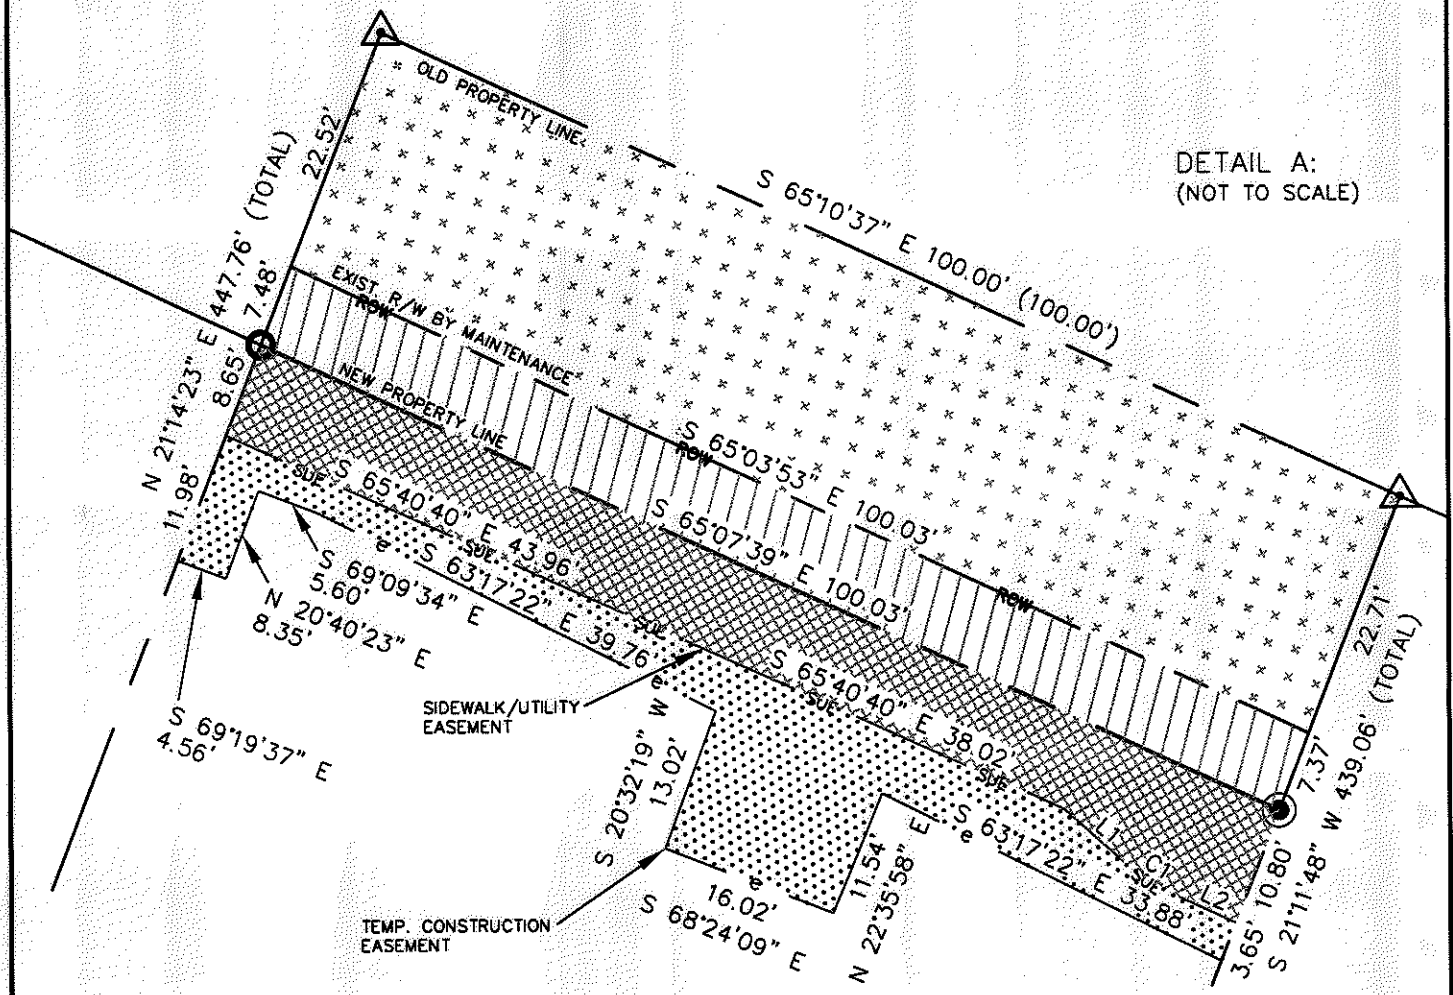 OLD PROPERTY LINE
S 65°10'37" E 100.00' (100.00')
DETAIL A:
(NOT TO SCALE)
22.52'
N 21°14'23" E 447.76' (TOTAL)
7.48'
8.65'
11.98'
EXIST. R/W BY MAINTENANCE
ROW
NEW PROPERTY LINE
S 65°03'53" E 100.03'
ROW
ROW
S 65°07'39" E 100.03'
SUE
S 65°40'40" E 43.96'
SUE
SUE
S 65°40'40" E 38.02'
SUE
SUE
L1
C1
SUE
L2
e
S 63°17'22" E 39.76'
e
S 69°09'34" E
5.60'
N 20°40'23" E
8.35'
S 69°19'37" E
4.56'
SIDEWALK/UTILITY
EASEMENT
S 20°32'19" W
13.02'
TEMP. CONSTRUCTION
EASEMENT
e
16.02'
S 68°24'09" E
11.54'
N 22°35'58" E
e
S 63°17'22" E 33.88'
22.71'
7.37'
10.80'
3.65'
S 21°11'48" W 439.06' (TOTAL)